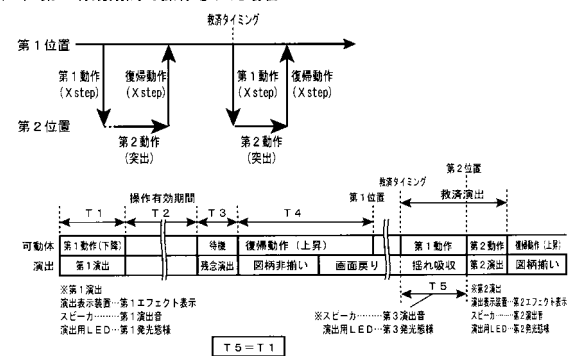 救済タイミング
第1位置
第1動作 復帰動作 第1動作 復帰動作
(Xstep) (Xstep) (Xstep) (Xstep)
第2位置
第2動作 第2動作
(突出) (突出)
第2位置
救済タイミング
操作有効期間 第1位置 救済演出
T1 T2 T3 T4
可動体 第1動作(下降) 待機 復帰動作(上昇) 第1動作 第2動作 復帰動作(上昇)
演出 第1演出 残念演出 図柄非揃い 画面戻り 揺れ吸収 第2演出 図柄揃い
T5
※第1演出
演出表示装置…第1エフェクト表示
スピーカ………第1演出音
演出用LED…第1発光態様
※スピーカ………第3演出音
演出用LED…第3発光態様
※第2演出
演出表示装置…第2エフェクト表示
スピーカ………第2演出音
演出用LED…第2発光態様
T5=T1